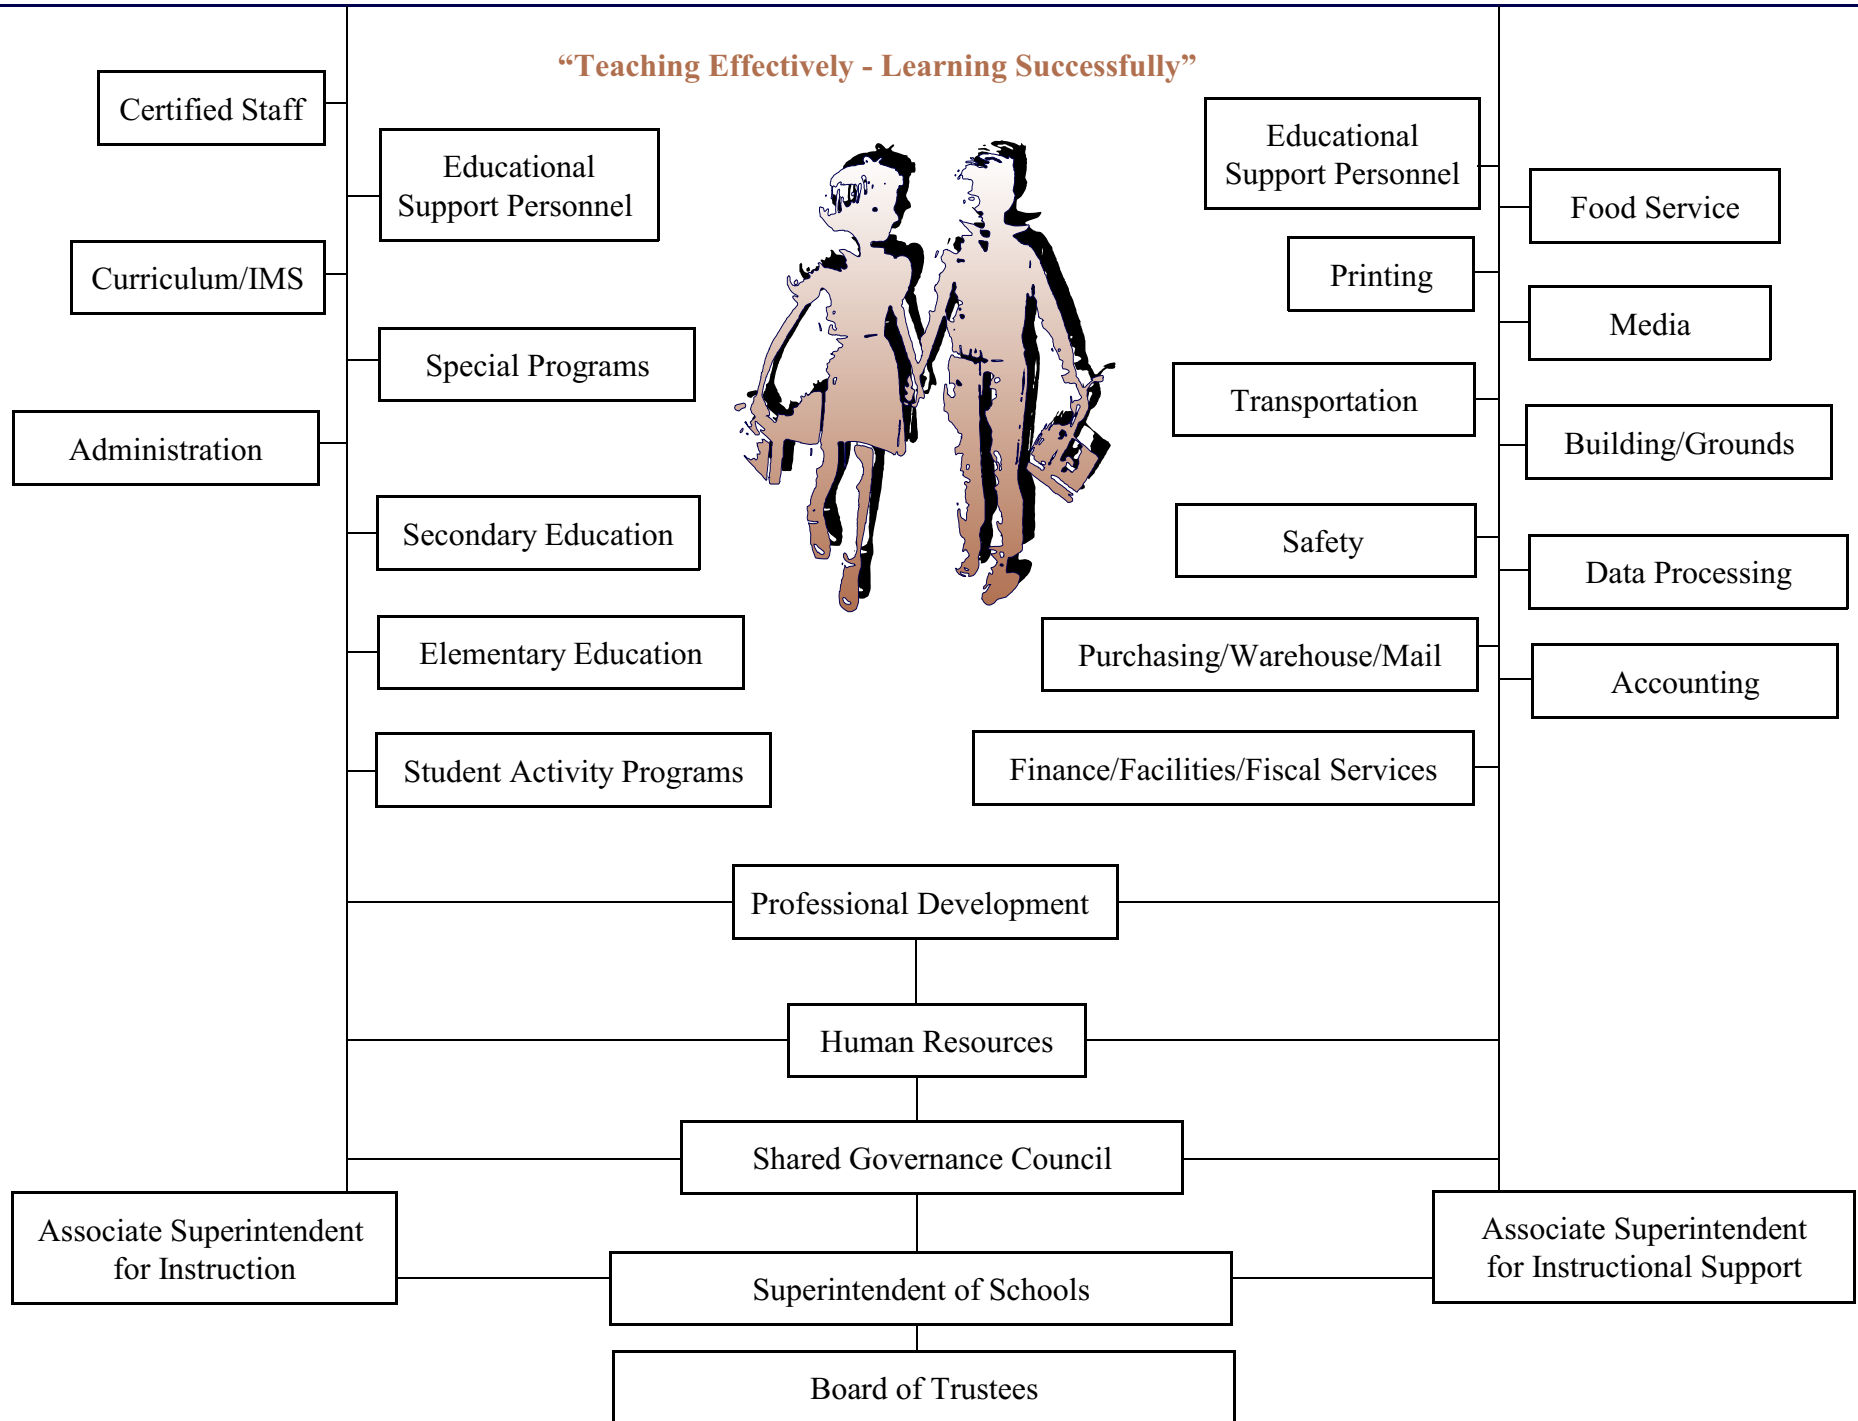 “Teaching Effectively - Learning Successfully”
Certified Staff
Educational
Support Personnel
Curriculum/IMS
Special Programs
Administration
Secondary Education
Elementary Education
Student Activity Programs
Educational
Support Personnel
Food Service
Printing
Media
Transportation
Building/Grounds
Safety
Data Processing
Purchasing/Warehouse/Mail
Accounting
Finance/Facilities/Fiscal Services
Professional Development
Human Resources
Shared Governance Council
Associate Superintendent
for Instruction
Associate Superintendent
for Instructional Support
Superintendent of Schools
Board of Trustees